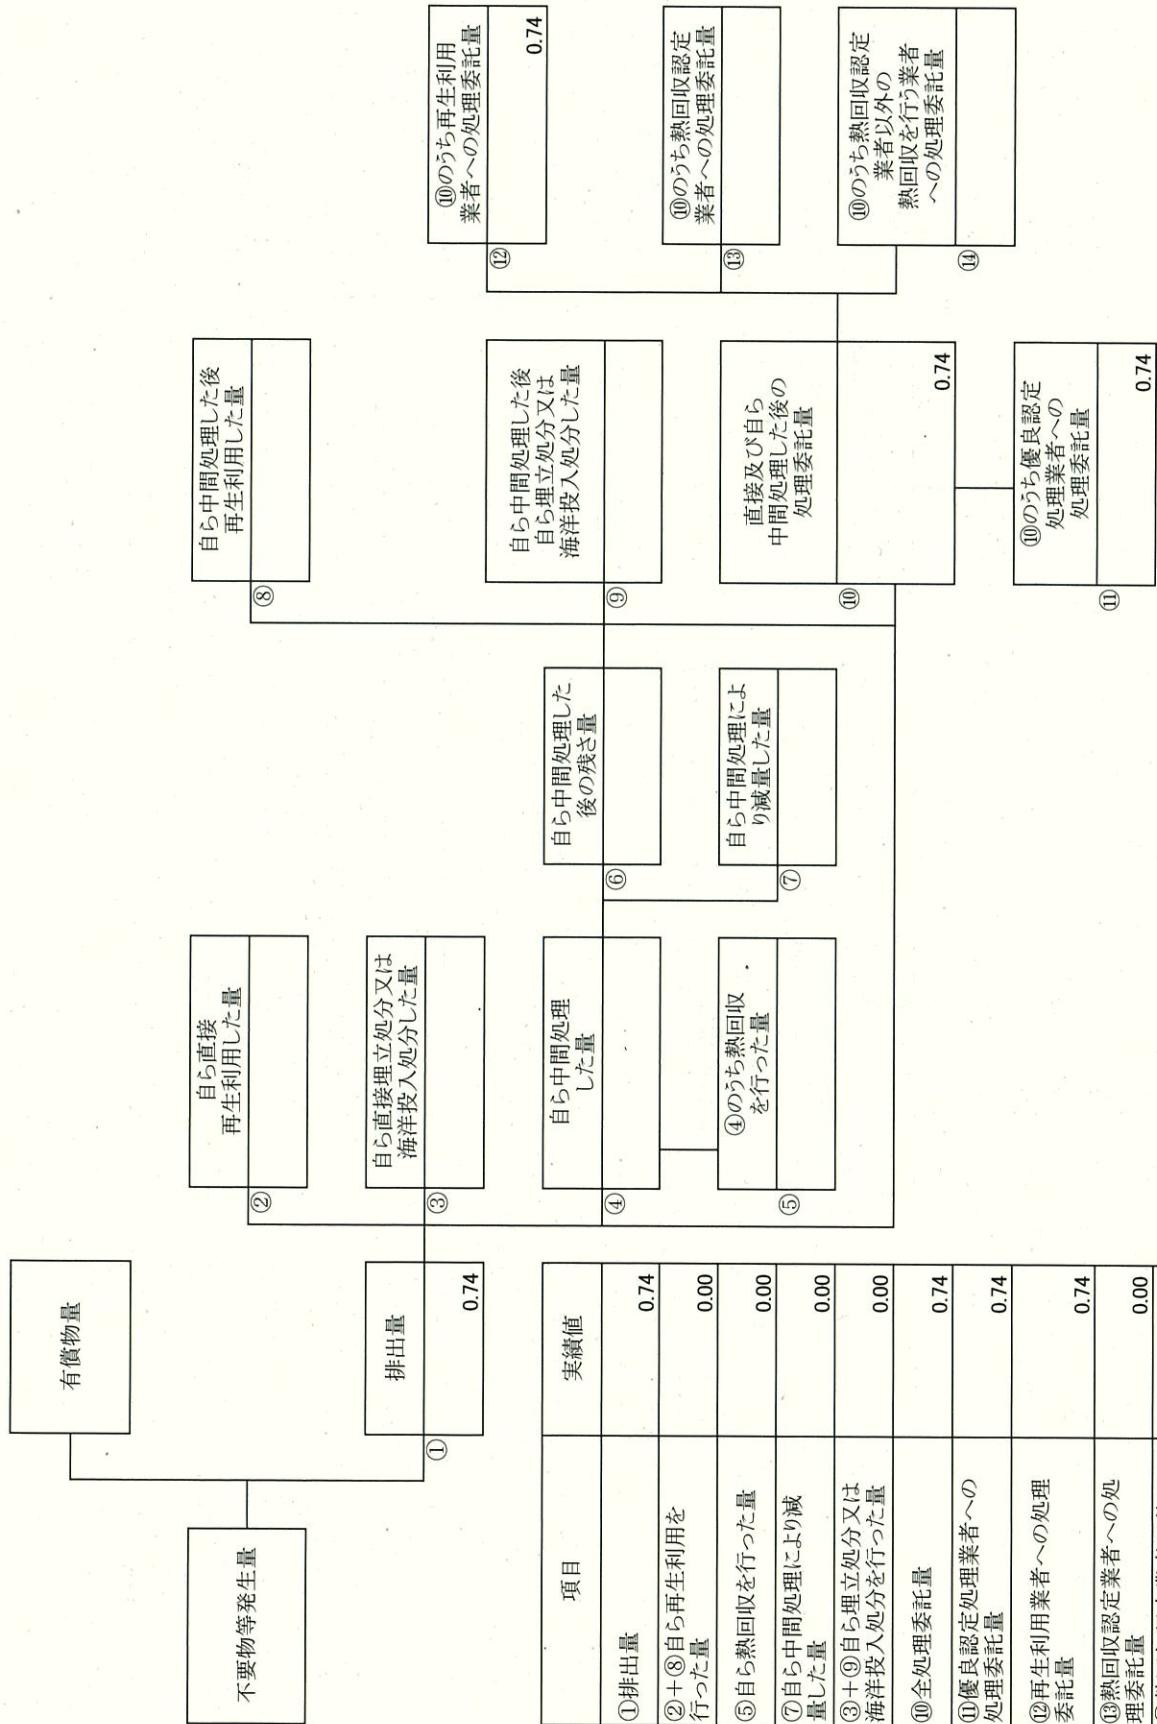 有償物量
不要物等発生量
排出量
①
0.74
自ら直接
再生利用した量
②
自ら直接埋立処分又は
海洋投入処分した量
③
自ら中間処理
した量
④
④のうち熱回収
を行った量
⑤
自ら中間処理した
後の残さ量
⑥
自ら中間処理によ
り減量した量
⑦
自ら中間処理した後
再生利用した量
⑧
自ら中間処理した後
自ら埋立処分又は
海洋投入処分した量
⑨
直接及び自ら
中間処理した後の
処理委託量
⑩
0.74
⑩のうち優良認定
処理業者への
処理委託量
⑪
0.74
⑩のうち再生利用
業者への処理委託量
⑫
0.74
⑩のうち熱回収認定
業者への処理委託量
⑬
⑩のうち熱回収認定
業者以外の
熱回収を行う業者
への処理委託量
⑭
項目 実績値
①排出量 0.74
②+⑧自ら再生利用を
行った量 0.00
⑤自ら熱回収を行った量 0.00
⑦自ら中間処理により減
量した量 0.00
③+⑨自ら埋立処分又は
海洋投入処分を行った量 0.00
⑩全処理委託量 0.74
⑪優良認定処理業者への
処理委託量 0.74
⑫再生利用業者への処理
委託量 0.74
⑬熱回収認定業者への処
理委託量 0.00